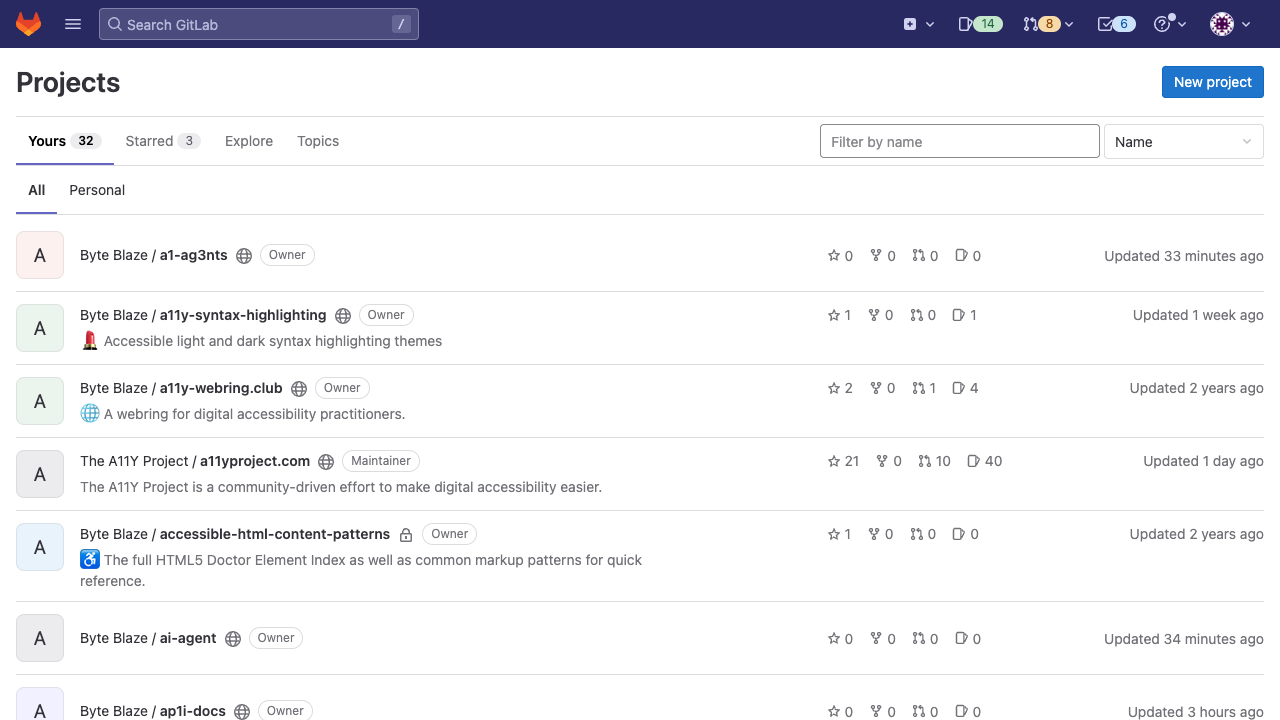 Search GitLab /
14
8
6
Projects
New project
Yours 32
Starred 3
Explore
Topics
Filter by name
Name
All
Personal
A
Byte Blaze / a1-ag3nts Owner
0 0 0 0
Updated 33 minutes ago
A
Byte Blaze / a11y-syntax-highlighting Owner
Accessible light and dark syntax highlighting themes
1 0 0 1
Updated 1 week ago
A
Byte Blaze / a11y-webring.club Owner
A webring for digital accessibility practitioners.
2 0 1 4
Updated 2 years ago
A
The A11Y Project / a11yproject.com Maintainer
The A11Y Project is a community-driven effort to make digital accessibility easier.
21 0 10 40
Updated 1 day ago
A
Byte Blaze / accessible-html-content-patterns Owner
The full HTML5 Doctor Element Index as well as common markup patterns for quick
reference.
1 0 0 0
Updated 2 years ago
A
Byte Blaze / ai-agent Owner
0 0 0 0
Updated 34 minutes ago
A
Byte Blaze / ap1i-docs Owner
0 0 0 0
Updated 3 hours ago